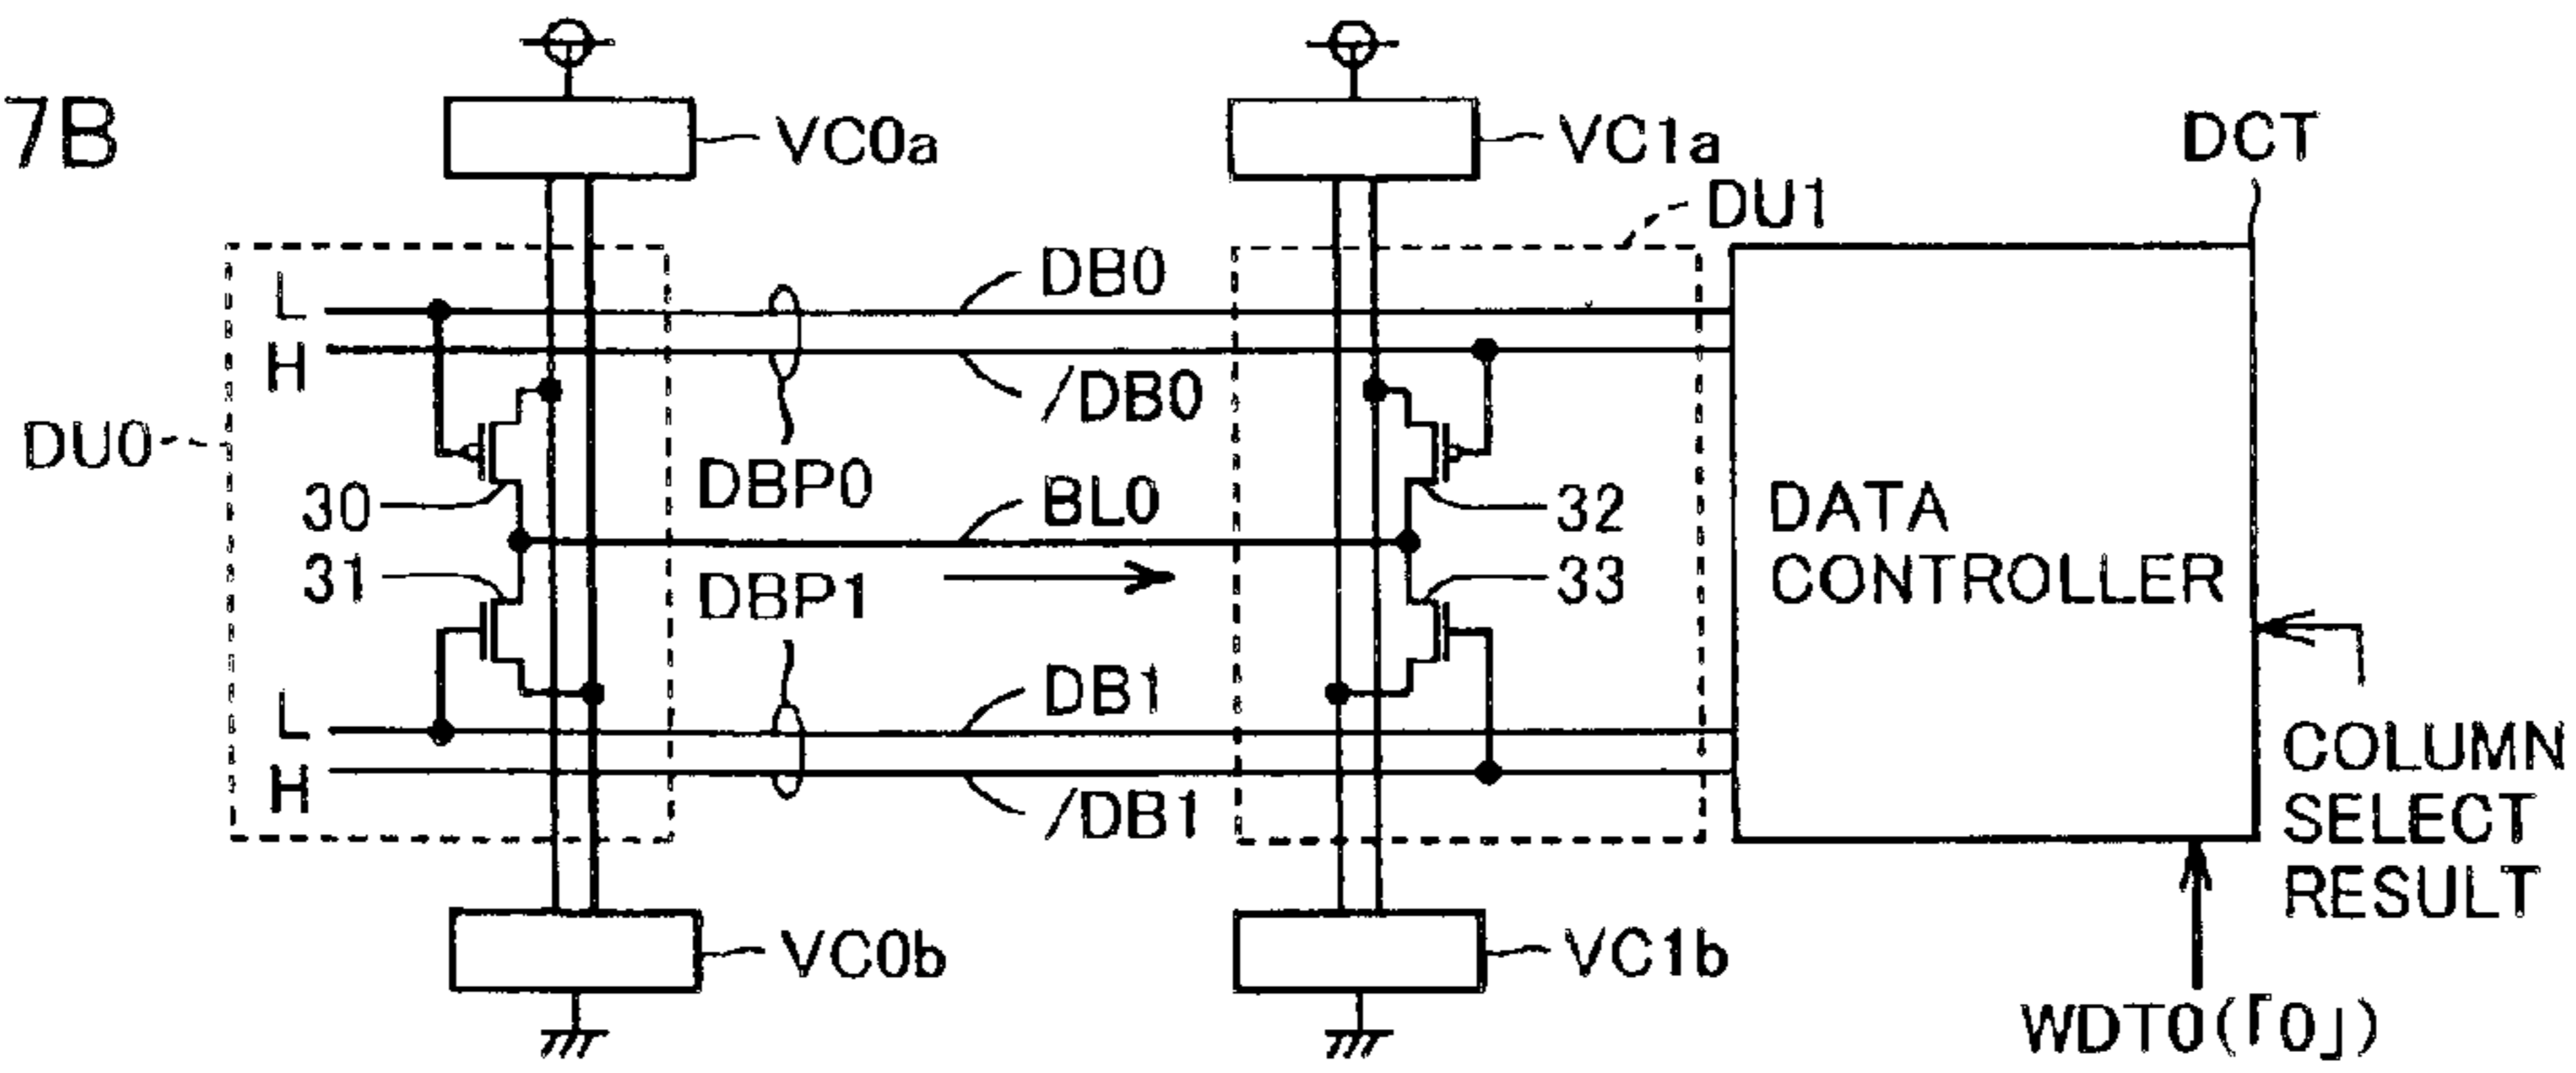 7B
VC0a
VC1a
DCT
DU1
L
DB0
H
/DB0
DU0
DBP0
30
BL0
32
DATA
CONTROLLER
31
DBP1
33
L
DB1
H
/DB1
COLUMN
SELECT
RESULT
VC0b
VC1b
WDT0(「0」)